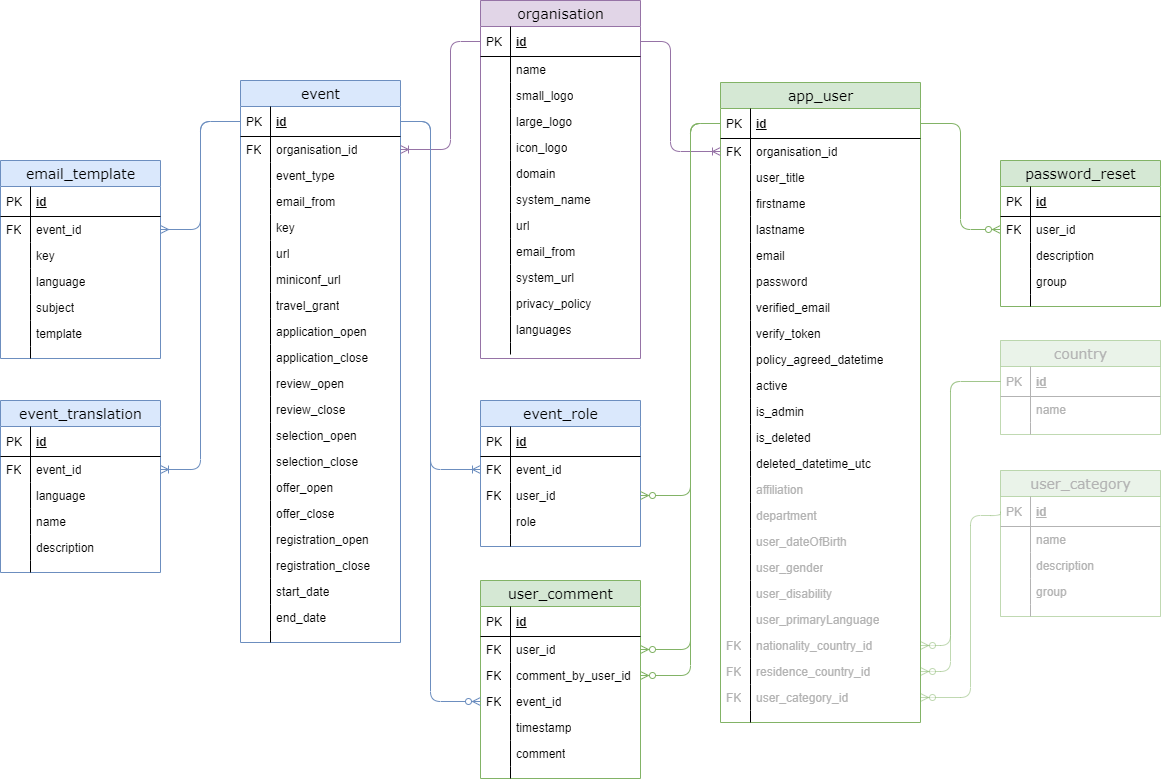 organisation
PK id
name
small_logo
large_logo
icon_logo
domain
system_name
url
email_from
system_url
privacy_policy
languages
event
PK id
FK organisation_id
event_type
email_from
key
url
miniconf_url
travel_grant
application_open
application_close
review_open
review_close
selection_open
selection_close
offer_open
offer_close
registration_open
registration_close
start_date
end_date
app_user
PK id
FK organisation_id
user_title
firstname
lastname
email
password
verified_email
verify_token
policy_agreed_datetime
active
is_admin
is_deleted
deleted_datetime_utc
affiliation
department
user_dateOfBirth
user_gender
user_disability
user_primaryLanguage
FK nationality_country_id
FK residence_country_id
FK user_category_id
email_template
PK id
FK event_id
key
language
subject
template
password_reset
PK id
FK user_id
description
group
country
PK id
name
event_translation
PK id
FK event_id
language
name
description
event_role
PK id
FK event_id
FK user_id
role
user_category
PK id
name
description
group
user_comment
PK id
FK user_id
FK comment_by_user_id
FK event_id
timestamp
comment